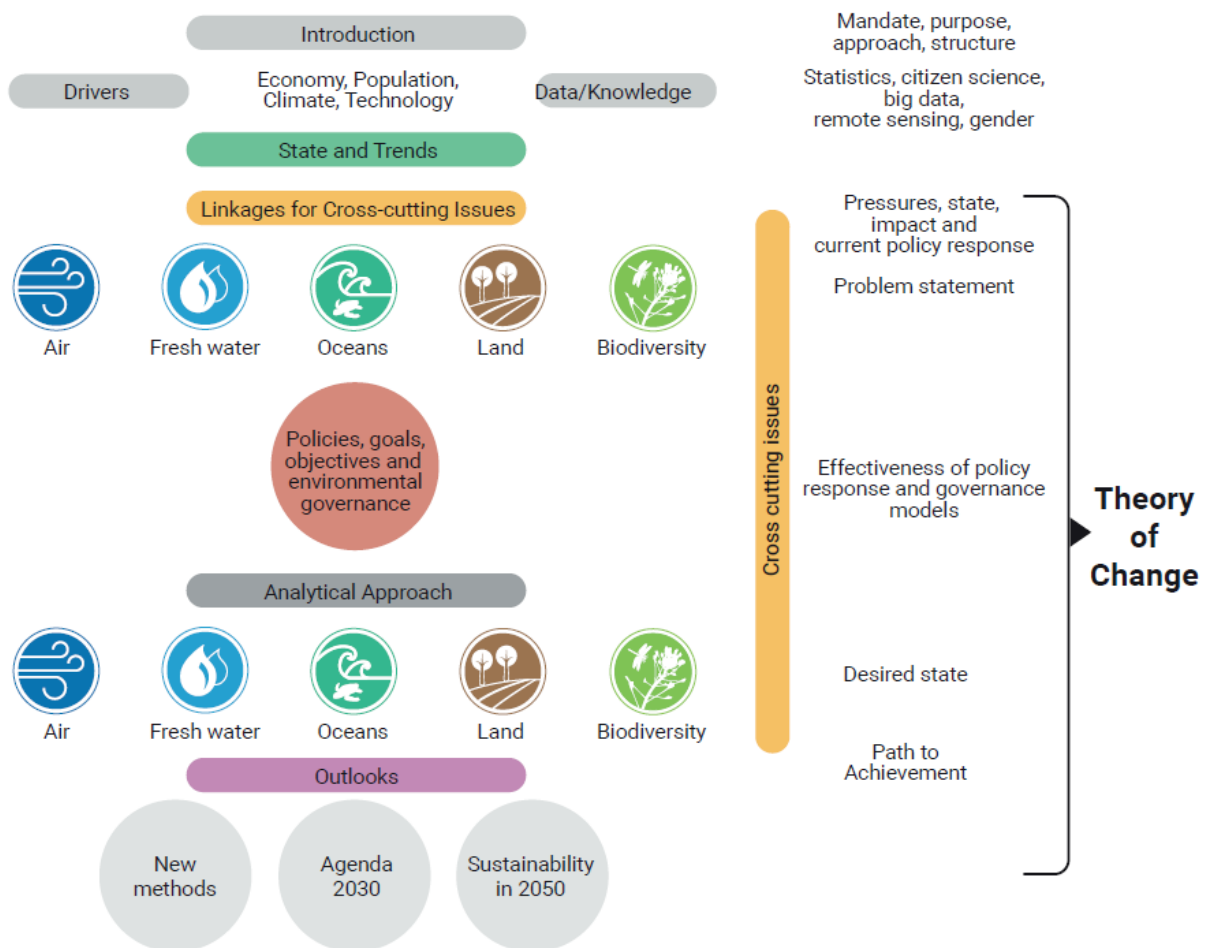 Introduction
Mandate, purpose,
approach, structure
Drivers
Economy, Population,
Climate, Technology
Data/Knowledge
Statistics, citizen science,
big data,
remote sensing, gender
State and Trends
Linkages for Cross-cutting Issues
Pressures, state,
impact and
current policy response
Problem statement
Air
Fresh water
Oceans
Land
Biodiversity
Policies, goals,
objectives and
environmental
governance
Cross cutting issues
Effectiveness of policy
response and governance
models
Theory
of
Change
Analytical Approach
Air
Fresh water
Oceans
Land
Biodiversity
Desired state
Path to
Achievement
Outlooks
New
methods
Agenda
2030
Sustainability
in 2050